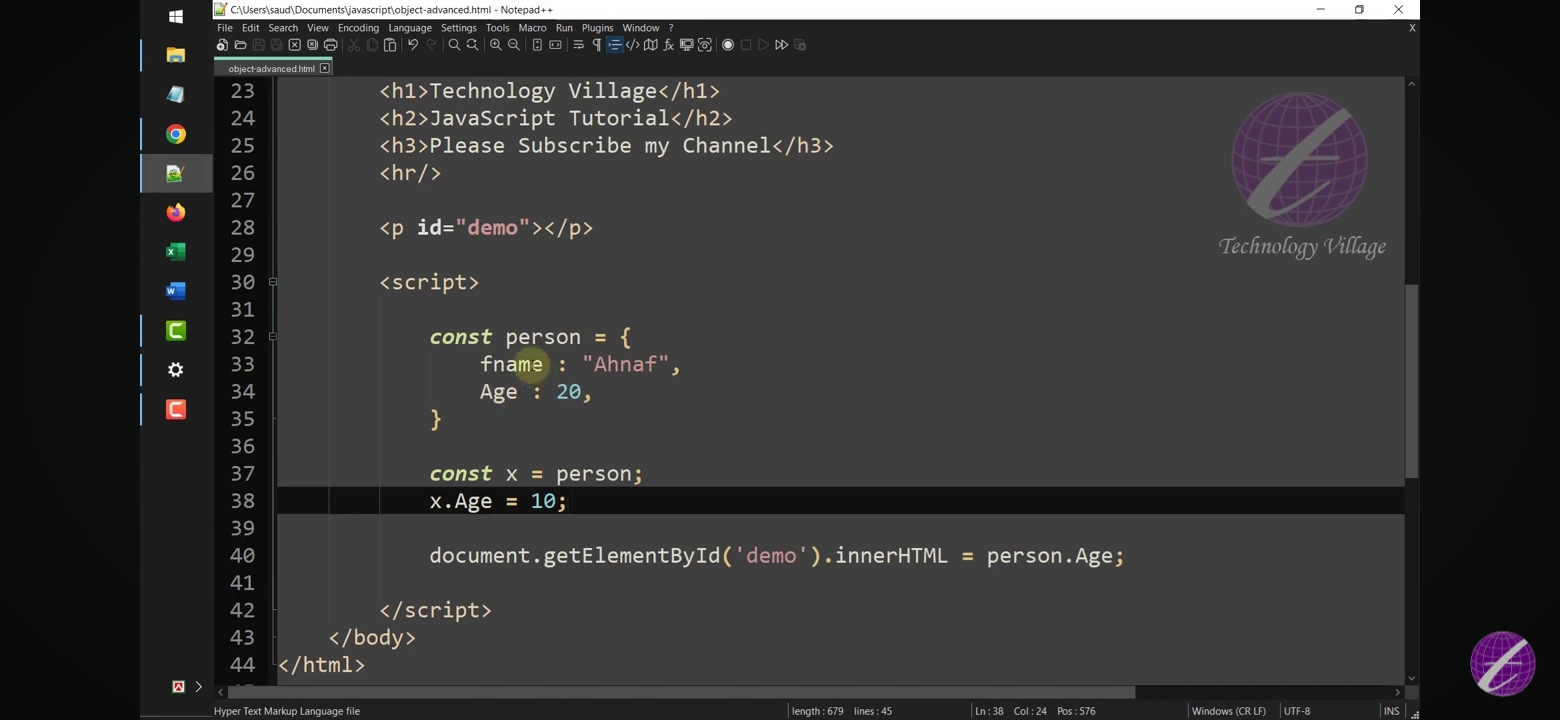 C:\Users\saud\Documents\javascript\object-advanced.html - Notepad++
File Edit Search View Encoding Language Settings Tools Macro Run Plugins Window ? X
object-advanced.html
23 <h1>Technology Village</h1>
24 <h2>JavaScript Tutorial</h2>
25 <h3>Please Subscribe my Channel</h3>
26 <hr/>
27
28 <p id="demo"></p>
29
30 <script>
31
32 const person = {
33 fname : "Ahnaf",
34 Age : 20,
35 }
36
37 const x = person;
38 x.Age = 10;
39
40 document.getElementById('demo').innerHTML = person.Age;
41
42 </script>
43 </body>
44 </html>
Technology Village
Hyper Text Markup Language file length : 679 lines : 45 Ln : 38 Col : 24 Pos : 576 Windows (CR LF) UTF-8 INS